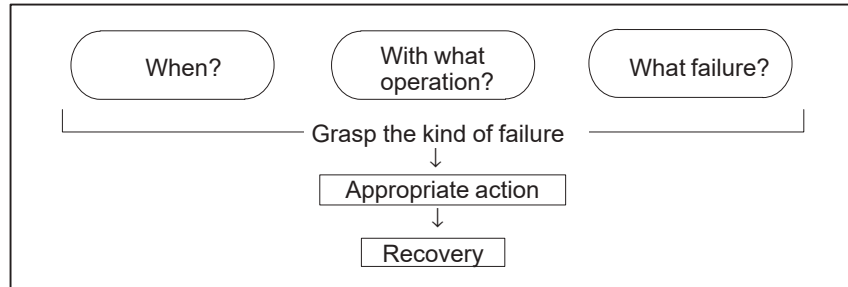 When?
With what
operation?
What failure?
Grasp the kind of failure
↓
Appropriate action
↓
Recovery